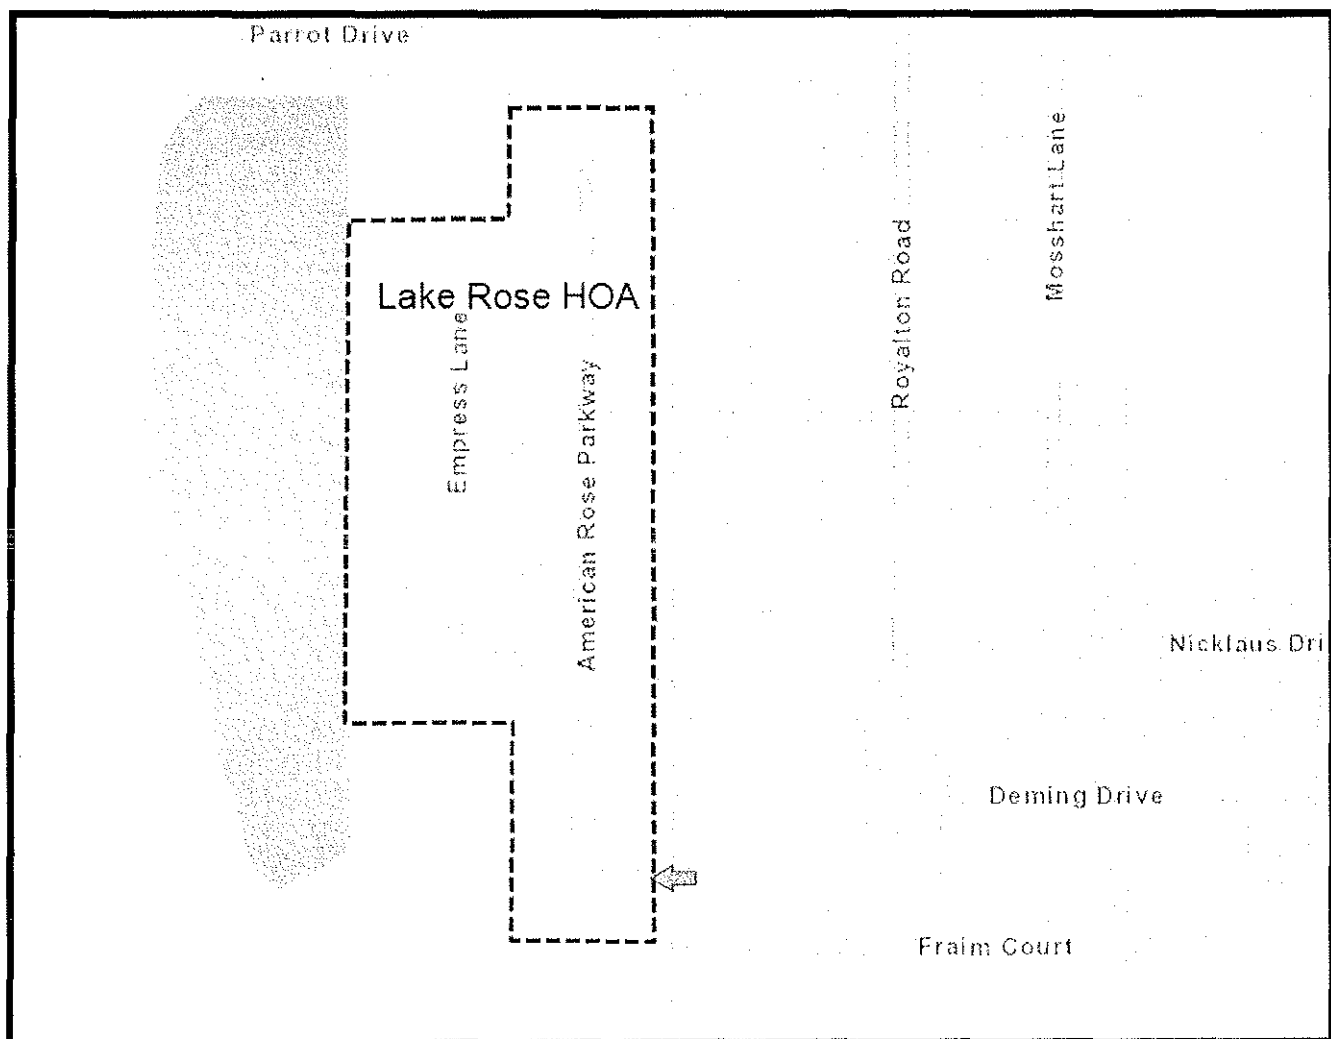 Parrot Drive
Mosshart Lane
Royalton Road
Lake Rose HOA
Empress Lane
American Rose Parkway
Nicklaus Dri
Deming Drive
Fraim Court